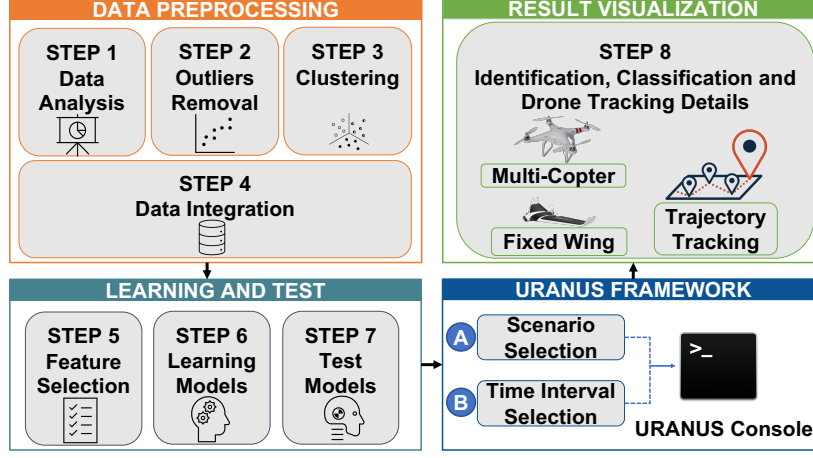 DATA PREPROCESSING
STEP 1
Data
Analysis
STEP 2
Outliers
Removal
STEP 3
Clustering
STEP 4
Data Integration
RESULT VISUALIZATION
STEP 8
Identification, Classification and
Drone Tracking Details
Multi-Copter
Fixed Wing
Trajectory
Tracking
LEARNING AND TEST
STEP 5
Feature
Selection
STEP 6
Learning
Models
STEP 7
Test
Models
URANUS FRAMEWORK
A
Scenario
Selection
B
Time Interval
Selection
>_
URANUS Console